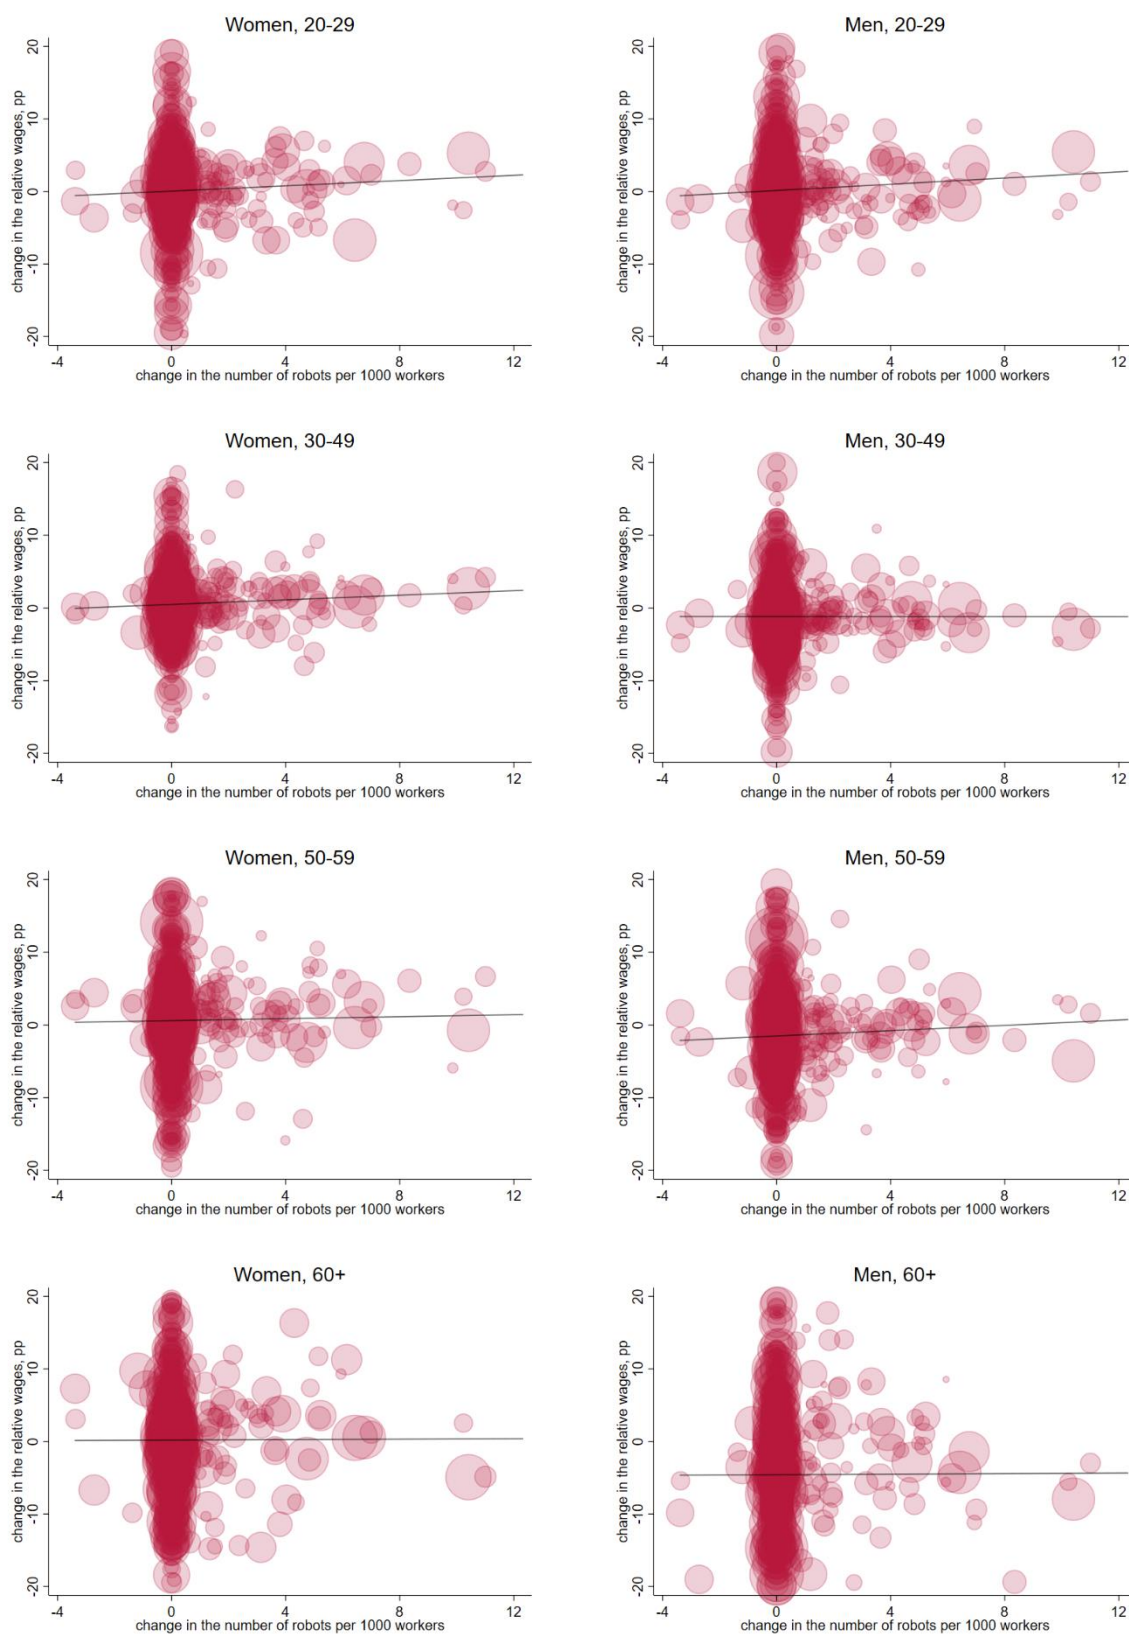 Women, 20-29
change in the relative wages, pp
20
10
0
-10
-20
-4 0 4 8 12
change in the number of robots per 1000 workers
Men, 20-29
change in the relative wages, pp
20
10
0
-10
-20
-4 0 4 8 12
change in the number of robots per 1000 workers
Women, 30-49
change in the relative wages, pp
20
10
0
-10
-20
-4 0 4 8 12
change in the number of robots per 1000 workers
Men, 30-49
change in the relative wages, pp
20
10
0
-10
-20
-4 0 4 8 12
change in the number of robots per 1000 workers
Women, 50-59
change in the relative wages, pp
20
10
0
-10
-20
-4 0 4 8 12
change in the number of robots per 1000 workers
Men, 50-59
change in the relative wages, pp
20
10
0
-10
-20
-4 0 4 8 12
change in the number of robots per 1000 workers
Women, 60+
change in the relative wages, pp
20
10
0
-10
-20
-4 0 4 8 12
change in the number of robots per 1000 workers
Men, 60+
change in the relative wages, pp
20
10
0
-10
-20
-4 0 4 8 12
change in the number of robots per 1000 workers